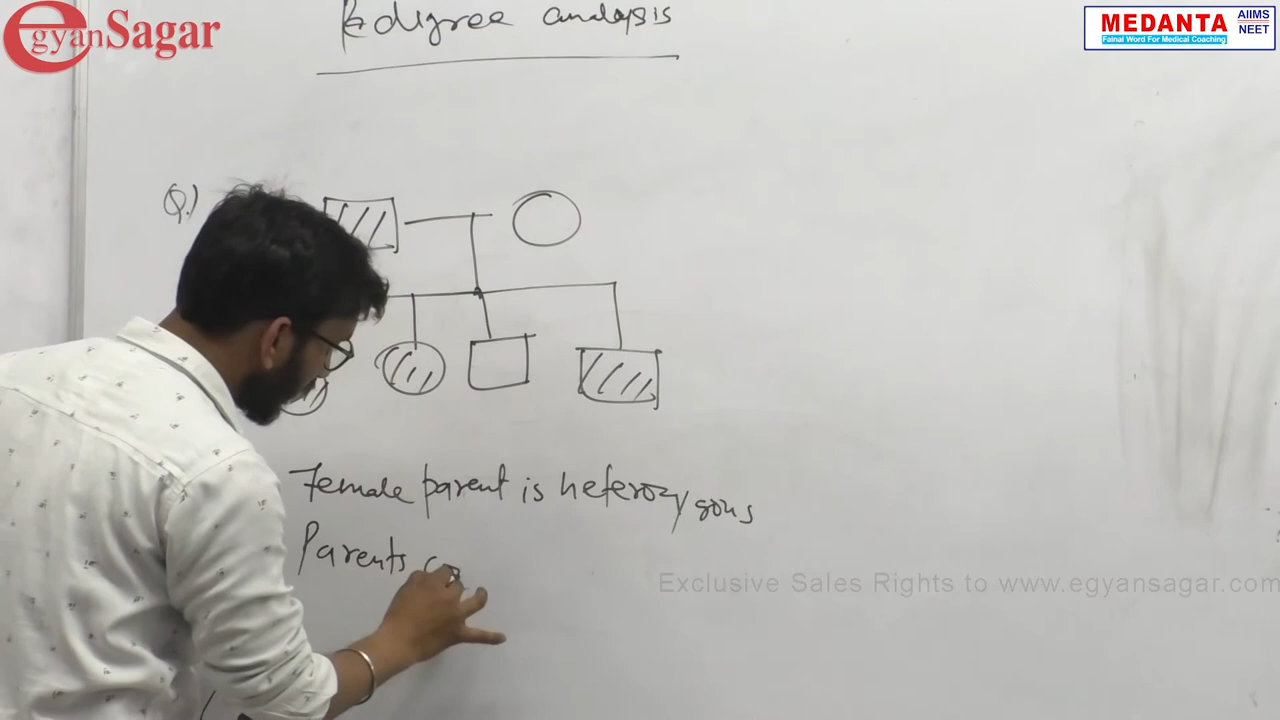 egyanSagar
MEDANTA AIIMS
Fainal Word For Medical Coaching NEET
Pedigree analysis
Q.)
Female parent is heterozygous
Parents
Exclusive Sales Rights to www.egyansagar.com